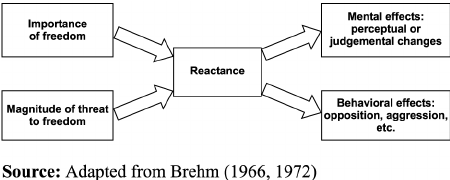 Importance
of freedom
Magnitude of threat
to freedom
Reactance
Mental effects:
perceptual or
judgemental changes
Behavioral effects:
opposition, aggression,
etc.
Source: Adapted from Brehm (1966, 1972)